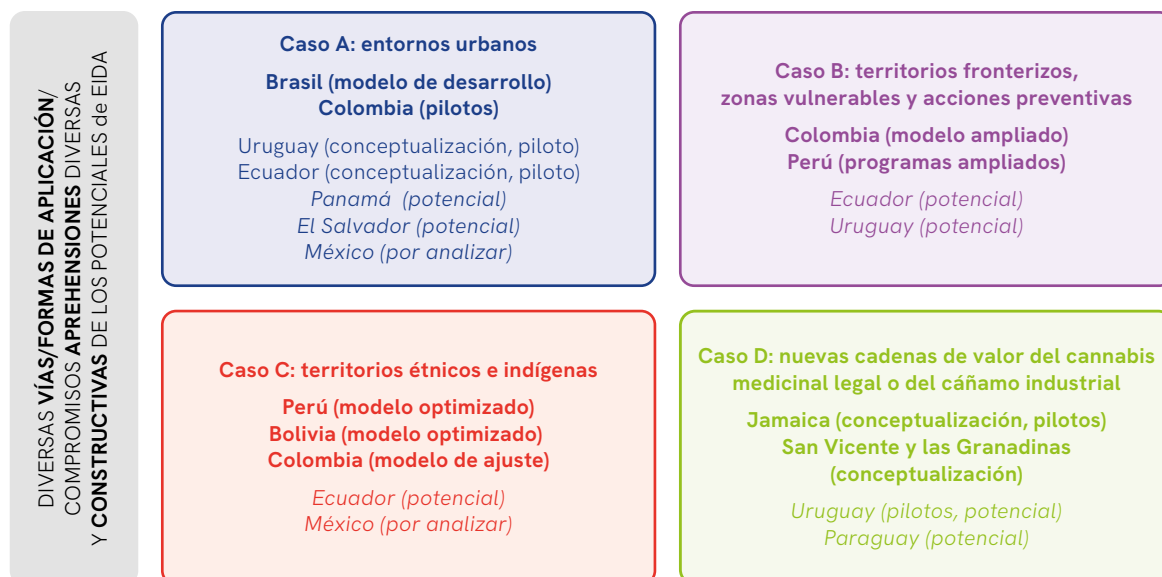 DIVERSAS VÍAS/FORMAS DE APLICACIÓN/
COMPROMISOS APREHENSIONES DIVERSAS
Y CONSTRUCTIVAS DE LOS POTENCIALES de EIDA
Caso A: entornos urbanos
Brasil (modelo de desarrollo)
Colombia (pilotos)
Uruguay (conceptualización, piloto)
Ecuador (conceptualización, piloto)
Panamá (potencial)
El Salvador (potencial)
México (por analizar)
Caso B: territorios fronterizos,
zonas vulnerables y acciones preventivas
Colombia (modelo ampliado)
Perú (programas ampliados)
Ecuador (potencial)
Uruguay (potencial)
Caso C: territorios étnicos e indígenas
Perú (modelo optimizado)
Bolivia (modelo optimizado)
Colombia (modelo de ajuste)
Ecuador (potencial)
México (por analizar)
Caso D: nuevas cadenas de valor del cannabis
medicinal legal o del cáñamo industrial
Jamaica (conceptualización, pilotos)
San Vicente y las Granadinas
(conceptualización)
Uruguay (pilotos, potencial)
Paraguay (potencial)